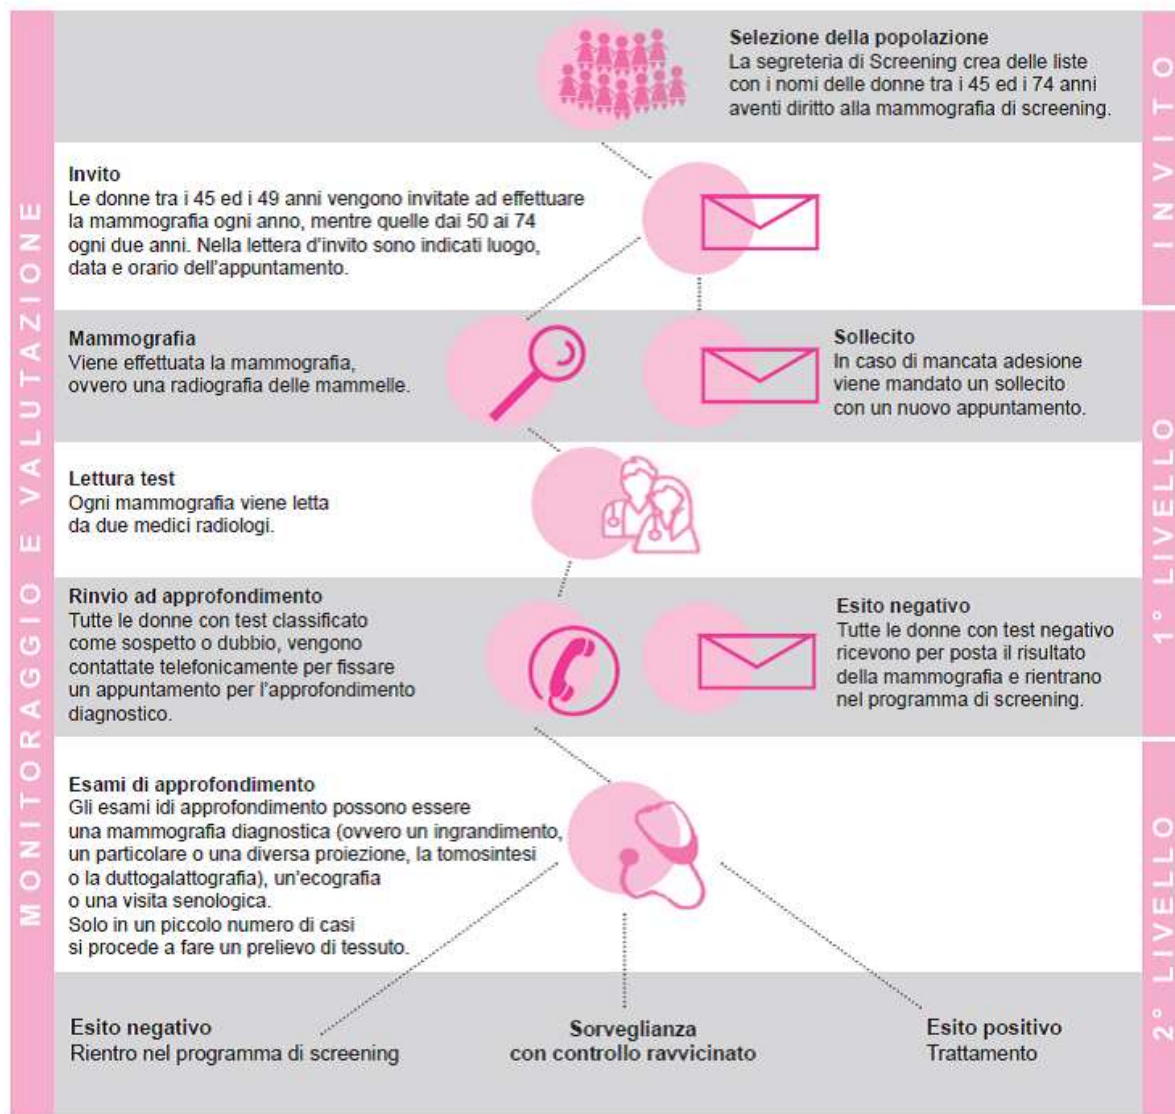 Selezione della popolazione
La segreteria di Screening crea delle liste
con i nomi delle donne tra i 45 ed i 74 anni
aventi diritto alla mammografia di screening.
INVITO
Invito
Le donne tra i 45 ed i 49 anni vengono invitate ad effettuare
la mammografia ogni anno, mentre quelle dai 50 ai 74
ogni due anni. Nella lettera d'invito sono indicati luogo,
data e orario dell'appuntamento.
MONITORAGGIO E VALUTAZIONE
Mammografia
Viene effettuata la mammografia,
ovvero una radiografia delle mammelle.
Sollecito
In caso di mancata adesione
viene mandato un sollecito
con un nuovo appuntamento.
1° LIVELLO
Lettura test
Ogni mammografia viene letta
da due medici radiologi.
Rinvio ad approfondimento
Tutte le donne con test classificato
come sospetto o dubbio, vengono
contattate telefonicamente per fissare
un appuntamento per l'approfondimento
diagnostico.
Esito negativo
Tutte le donne con test negativo
ricevono per posta il risultato
della mammografia e rientrano
nel programma di screening.
Esami di approfondimento
Gli esami idi approfondimento possono essere
una mammografia diagnostica (ovvero un ingrandimento,
un particolare o una diversa proiezione, la tomosintesi
o la duttogalattografia), un'ecografia
o una visita senologica.
Solo in un piccolo numero di casi
si procede a fare un prelievo di tessuto.
2° LIVELLO
Esito negativo
Rientro nel programma di screening
Sorveglianza
con controllo ravvicinato
Esito positivo
Trattamento